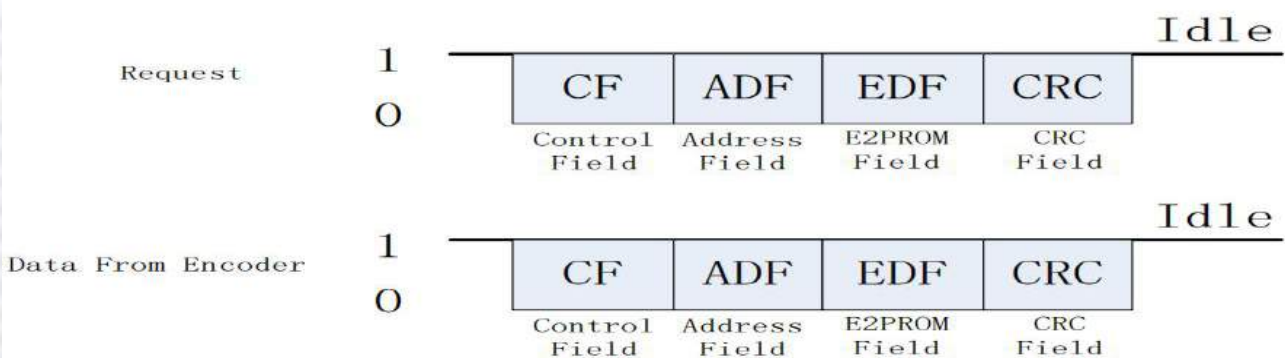 Idle
Request
1
0
CF ADF EDF CRC
Control Address E2PROM CRC
Field Field Field Field
Idle
Data From Encoder
1
0
CF ADF EDF CRC
Control Address E2PROM CRC
Field Field Field Field